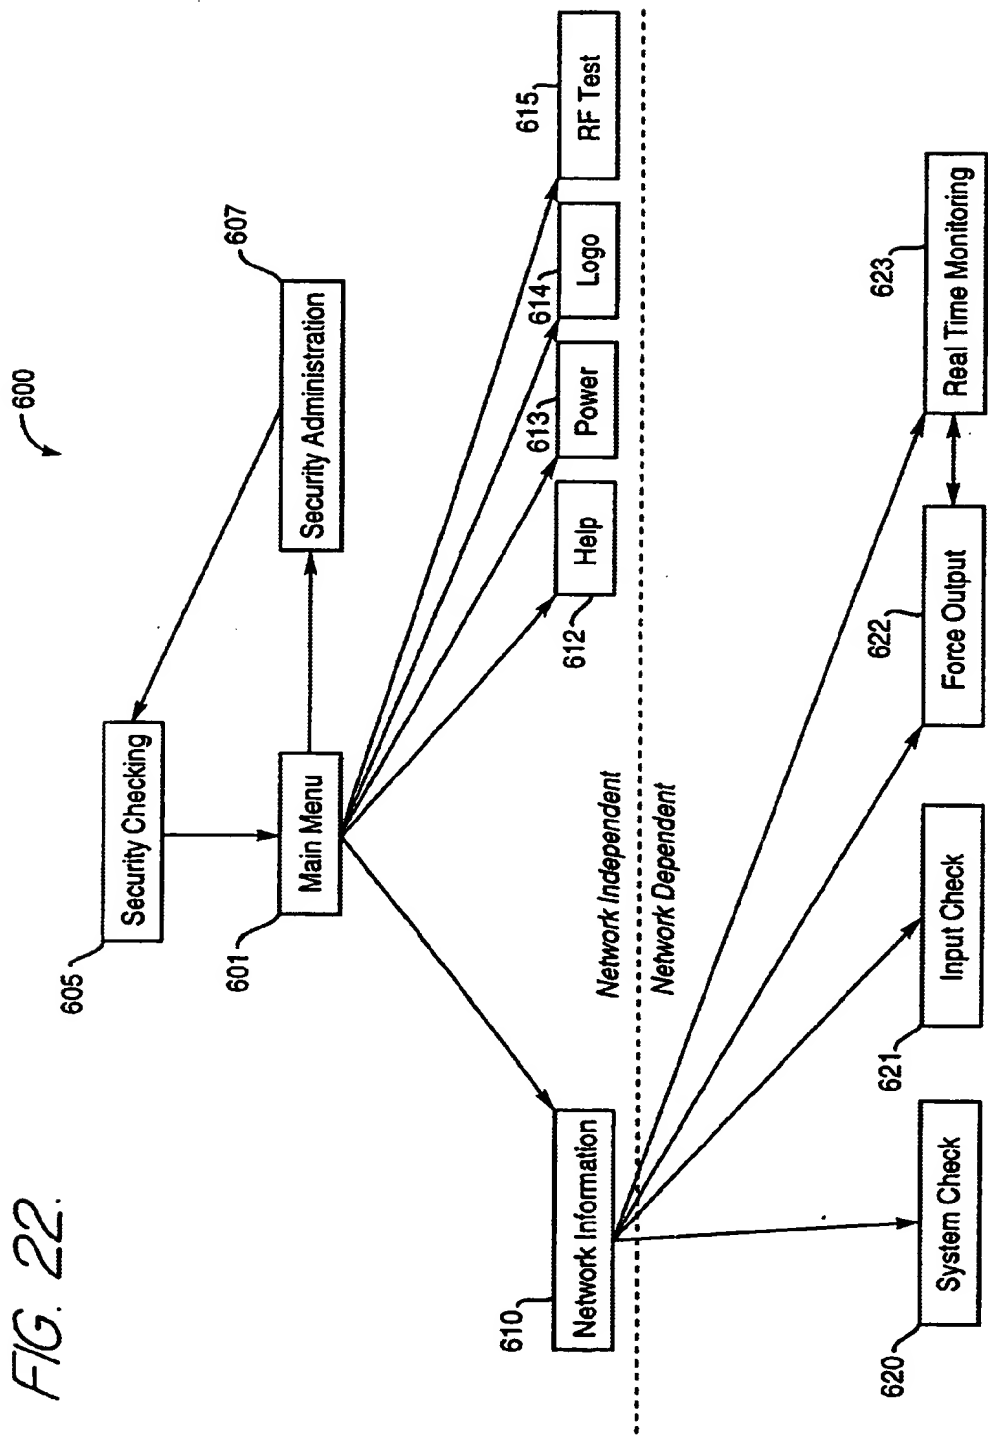 FIG. 22.
600
605
Security Checking
601
Main Menu
607
Security Administration
610
Network Information
612
Help
613
Power
614
Logo
615
RF Test
Network Independent
Network Dependent
620
System Check
621
Input Check
622
Force Output
623
Real Time Monitoring